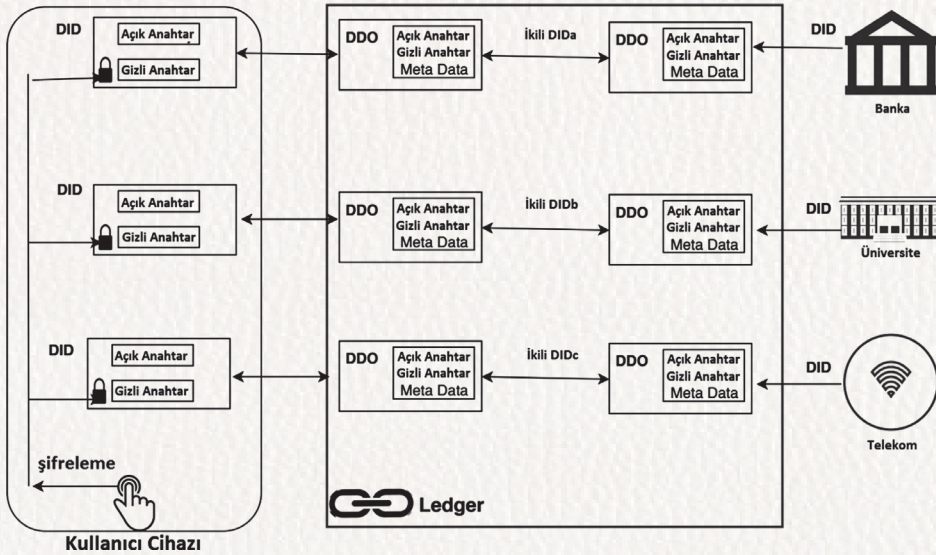 DID
Açık Anahtar
Gizli Anahtar
DDO
Açık Anahtar
Gizli Anahtar
Meta Data
İkili DIDa
DDO
Açık Anahtar
Gizli Anahtar
Meta Data
DID
Banka
DID
Açık Anahtar
Gizli Anahtar
DDO
Açık Anahtar
Gizli Anahtar
Meta Data
İkili DIDb
DDO
Açık Anahtar
Gizli Anahtar
Meta Data
DID
Üniversite
DID
Açık Anahtar
Gizli Anahtar
DDO
Açık Anahtar
Gizli Anahtar
Meta Data
İkili DIDc
DDO
Açık Anahtar
Gizli Anahtar
Meta Data
DID
Telekom
şifreleme
Ledger
Kullanıcı Cihazı